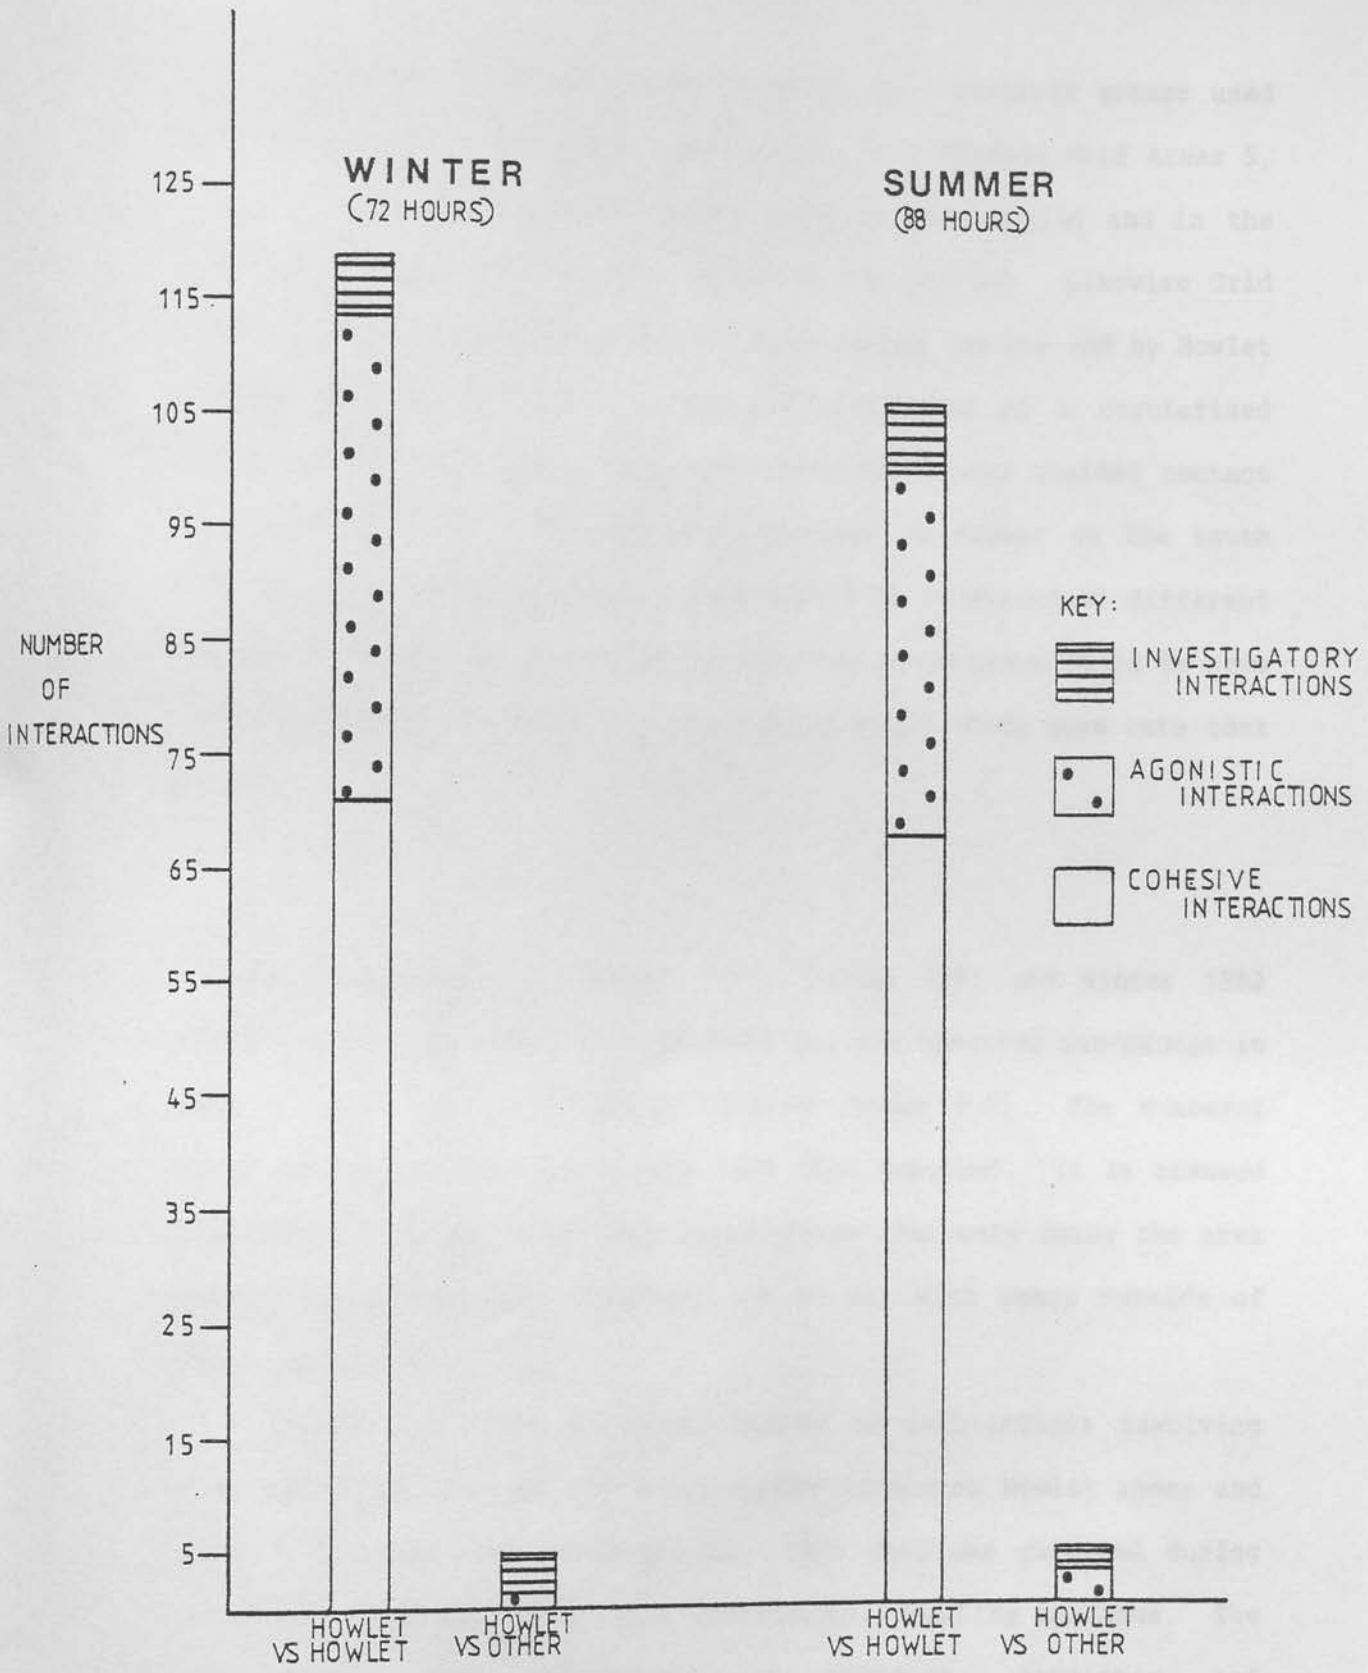 WINTER
(72 HOURS)
SUMMER
(88 HOURS)
125
115
105
95
85
75
65
55
45
35
25
15
5
NUMBER
OF
INTERACTIONS
KEY:
INVESTIGATORY
INTERACTIONS
AGONISTIC
INTERACTIONS
COHESIVE
INTERACTIONS
HOWLET
VS HOWLET
HOWLET
VS OTHER
HOWLET
VS HOWLET
HOWLET
VS OTHER